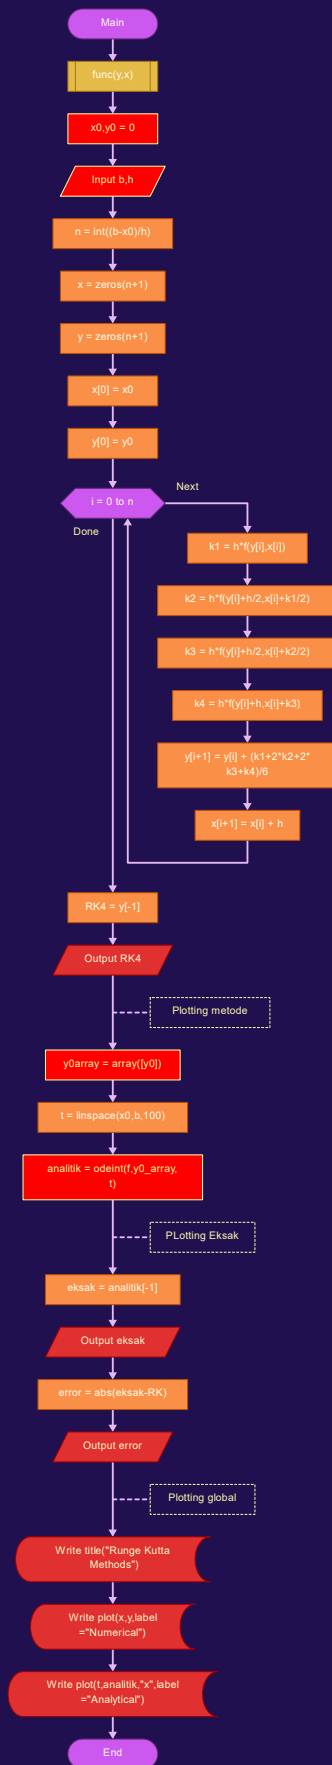 Main
func(y,x)
x0,y0 = 0
Input b,h
n = int((b-x0)/h)
x = zeros(n+1)
y = zeros(n+1)
x[0] = x0
y[0] = y0
i = 0 to n
Next
Done
k1 = h*f(y[i],x[i])
k2 = h*f(y[i]+h/2,x[i]+k1/2)
k3 = h*f(y[i]+h/2,x[i]+k2/2)
k4 = h*f(y[i]+h,x[i]+k3)
y[i+1] = y[i] + (k1+2*k2+2*
k3+k4)/6
x[i+1] = x[i] + h
RK4 = y[-1]
Output RK4
Plotting metode
y0array = array([y0])
t = linspace(x0,b,100)
analitik = odeint(f,y0_array,
t)
PLotting Eksak
eksak = analitik[-1]
Output eksak
error = abs(eksak-RK)
Output error
Plotting global
Write title("Runge Kutta
Methods")
Write plot(x,y,label
="Numerical")
Write plot(t,analitik,"x",label
="Analytical")
End